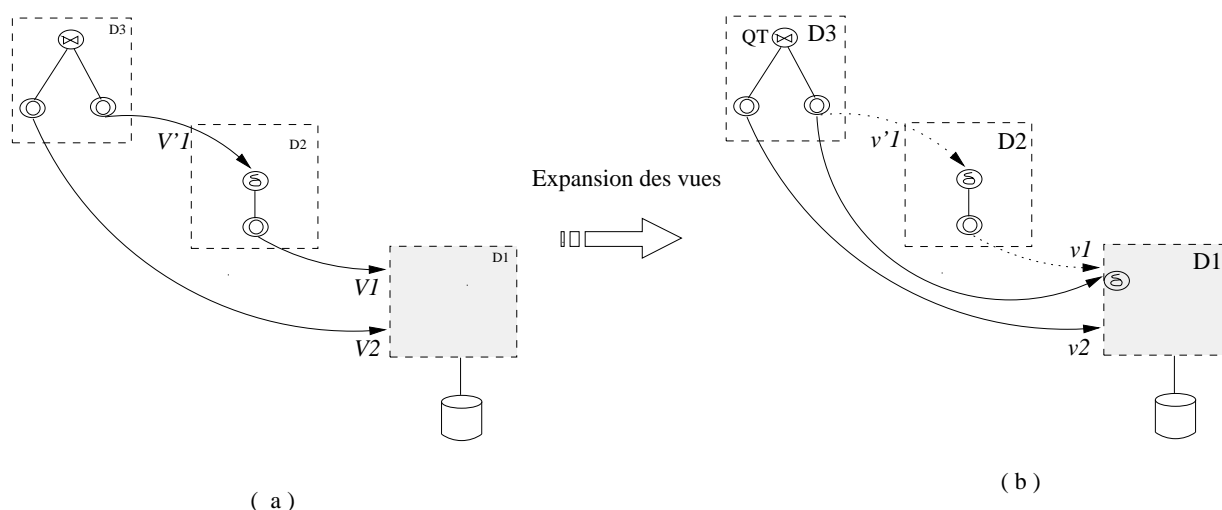 D3
V'1
D2
D1
V1
V2
( a )
Expansion des vues
QT
D3
v'1
D2
v1
D1
v2
( b )